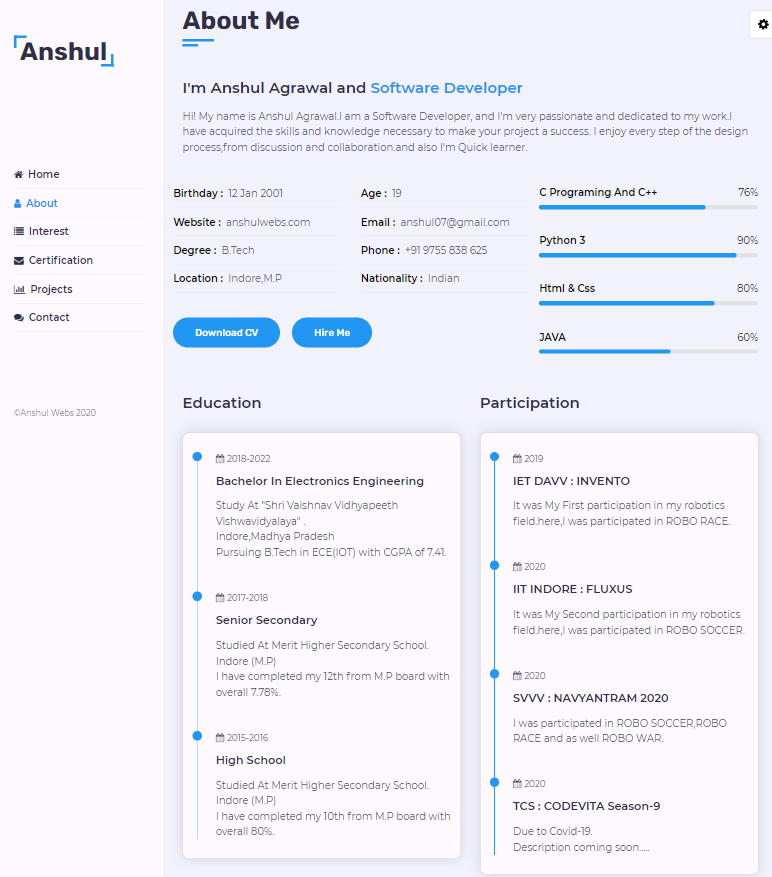 Anshul
Home
About
Interest
Certification
Projects
Contact
©Anshul Webs 2020
About Me
I'm Anshul Agrawal and Software Developer
Hi! My name is Anshul Agrawal.I am a Software Developer, and I'm very passionate and dedicated to my work.I
have acquired the skills and knowledge necessary to make your project a success. I enjoy every step of the design
process,from discussion and collaboration.and also I'm Quick learner.
Birthday : 12 Jan 2001
Age : 19
Website : anshulwebs.com
Email : anshul07@gmail.com
Degree : B.Tech
Phone : +91 9755 838 625
Location : Indore,M.P
Nationality : Indian
Download CV
Hire Me
C Programing And C++ 76%
Python 3 90%
Html & Css 80%
JAVA 60%
Education
2018-2022
Bachelor In Electronics Engineering
Study At "Shri Vaishnav Vidhyapeeth
Vishwavidyalaya" .
Indore,Madhya Pradesh
Pursuing B.Tech in ECE(IOT) with CGPA of 7.41.
2017-2018
Senior Secondary
Studied At Merit Higher Secondary School.
Indore (M.P)
I have completed my 12th from M.P board with
overall 7.78%.
2015-2016
High School
Studied At Merit Higher Secondary School.
Indore (M.P)
I have completed my 10th from M.P board with
overall 80%.
Participation
2019
IET DAVV : INVENTO
It was My First participation in my robotics
field.here,I was participated in ROBO RACE.
2020
IIT INDORE : FLUXUS
It was My Second participation in my robotics
field.here,I was participated in ROBO SOCCER.
2020
SVVV : NAVYANTRAM 2020
I was participated in ROBO SOCCER,ROBO
RACE and as well ROBO WAR.
2020
TCS : CODEVITA Season-9
Due to Covid-19.
Description coming soon.....